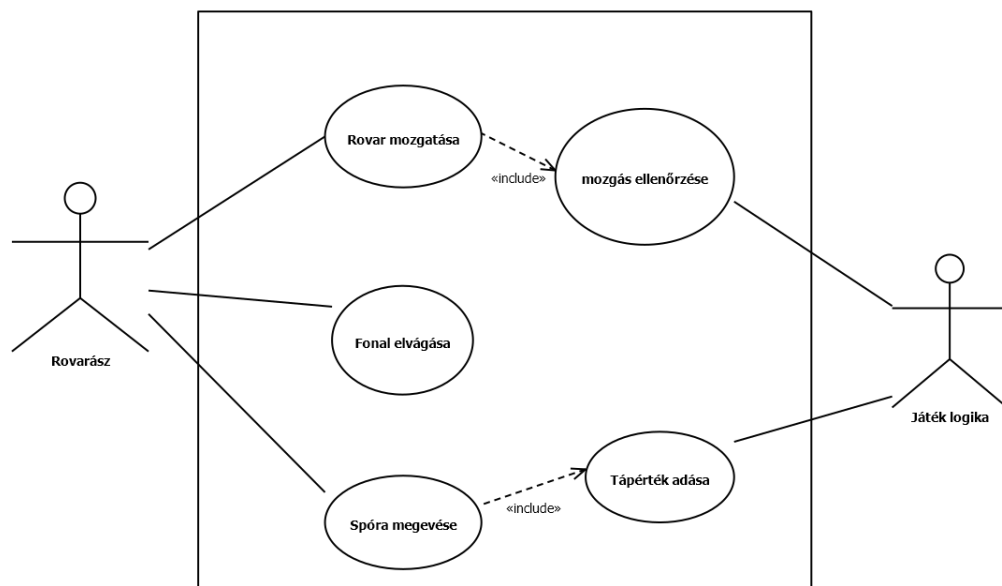 Rovar mozgatása
«include»
mozgás ellenőrzése
Rovarász
Fonal elvágása
Játék logika
Spóra megevése
«include»
Tápérték adása